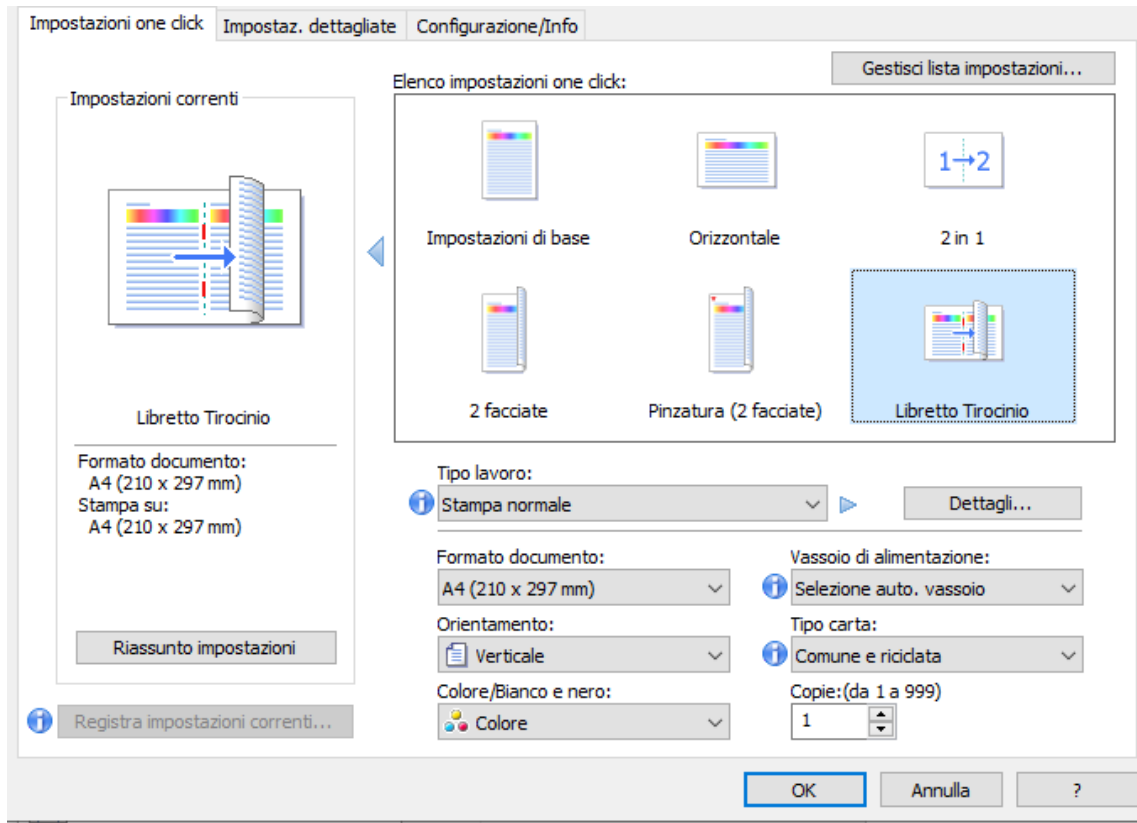 Impostazioni one click
Impostaz. dettagliate
Configurazione/Info
Gestisci lista impostazioni...
Impostazioni correnti
Elenco impostazioni one click:
Impostazioni di base
Orizzontale
1→2
2 in 1
2 facciate
Pinzatura (2 facciate)
Libretto Tirocinio
Libretto Tirocinio
Formato documento:
A4 (210 x 297 mm)
Stampa su:
A4 (210 x 297 mm)
Riassunto impostazioni
Registra impostazioni correnti...
Tipo lavoro:
Stampa normale
Dettagli...
Formato documento:
A4 (210 x 297 mm)
Vassoio di alimentazione:
Selezione auto. vassoio
Orientamento:
Verticale
Tipo carta:
Comune e riciclata
Colore/Bianco e nero:
Colore
Copie:(da 1 a 999)
1
OK
Annulla
?